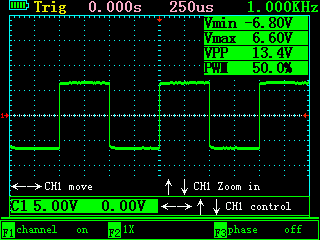 Trig 0.000s 250us 1.000KHz
Vmin -6.80V
Vmax 6.60V
VPP 13.4V
PWM 50.0%
CH1 move CH1 Zoom in
C1 5.00V 0.00V CH1 control
F1 channel on F2 1X F3 phase off